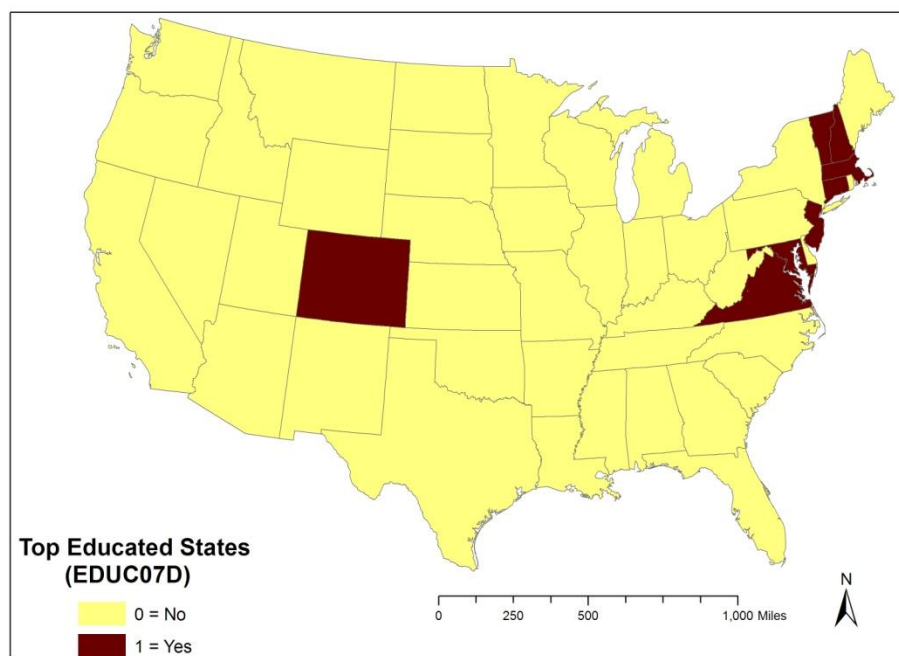 Top Educated States
(EDUC07D)
0 = No
1 = Yes
0 250 500 1,000 Miles
N